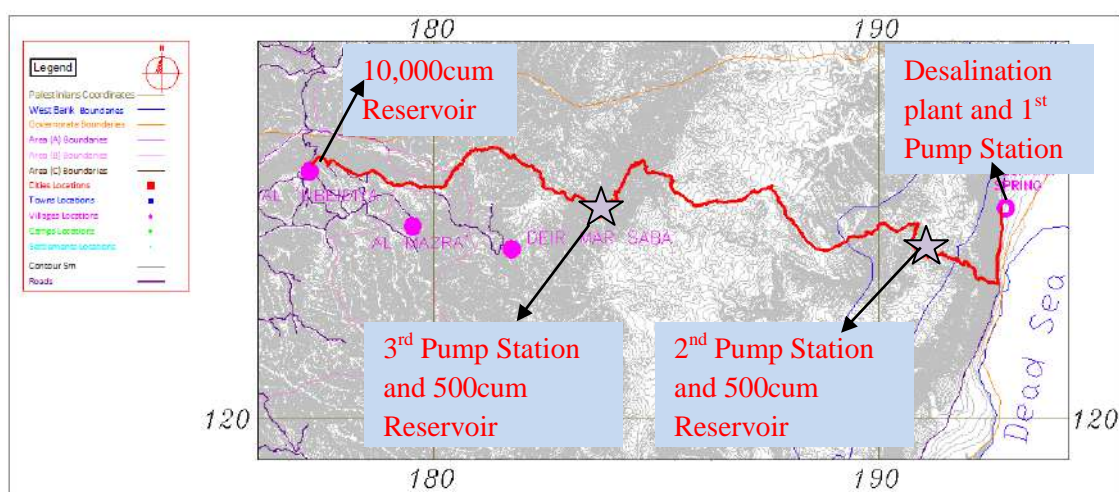 180
190
N
Legend
Palestinians Coordinates
West Bank Boundaries
Governorate Boundaries
Area (A) Boundaries
Area (B) Boundaries
Area (C) Boundaries
Cities Locations
Towns Locations
Villages Locations
Camps Locations
Settlements Locations
Contour 5m
Roads
10,000cum
Reservoir
Desalination
plant and 1st
Pump Station
SPRING
AL
AL MAZRA
DEIR MAR SABA
3rd Pump Station
and 500cum
Reservoir
2nd Pump Station
and 500cum
Reservoir
Dead Sea
120
120
180
190